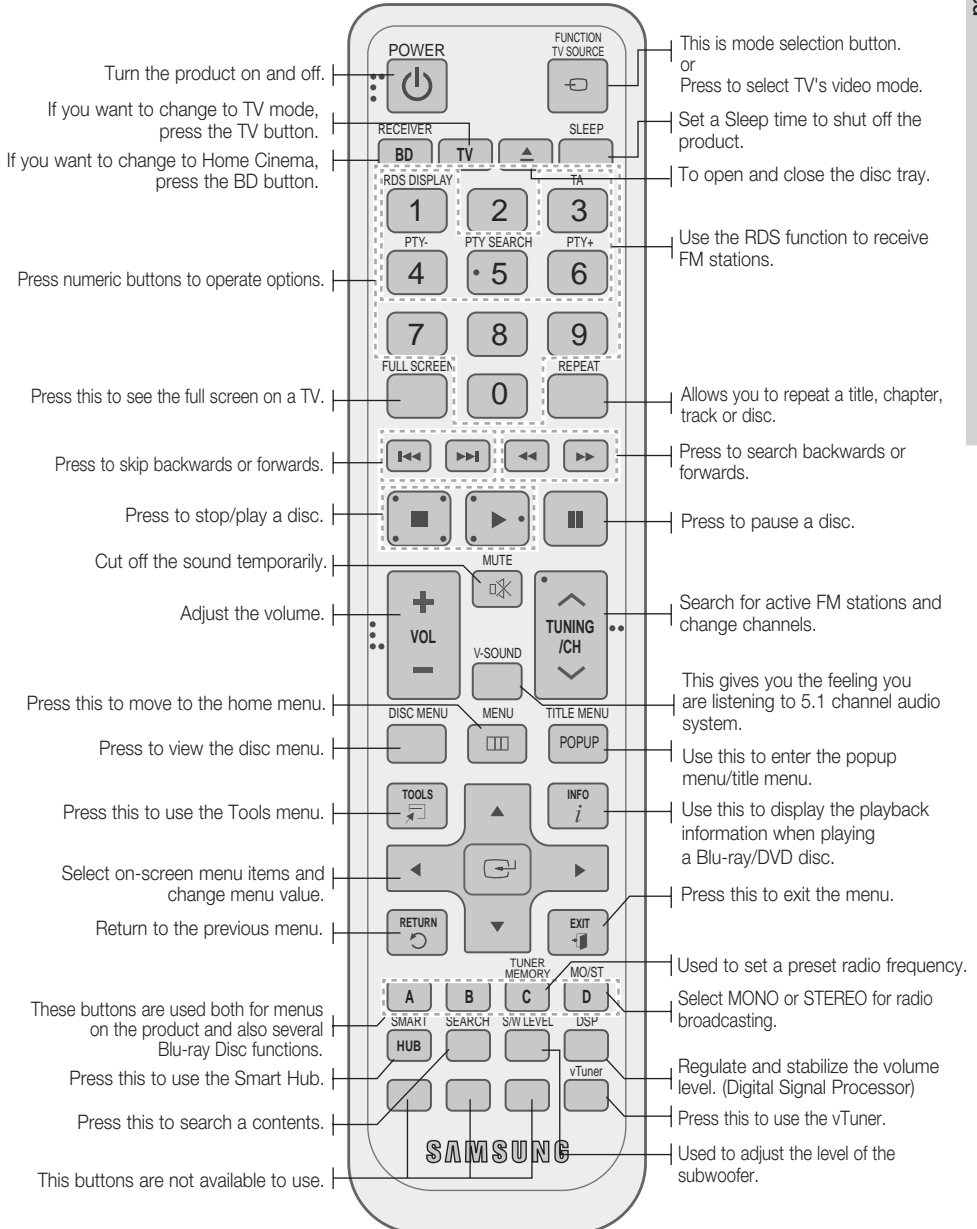 POWER
FUNCTION
TV SOURCE
RECEIVER
SLEEP
BD
TV
RDS DISPLAY
TA
1
2
3
PTY-
PTY SEARCH
PTY+
4
5
6
7
8
9
FULL SCREEN
REPEAT
0
MUTE
VOL
TUNING
/CH
V-SOUND
DISC MENU
MENU
TITLE MENU
POPUP
TOOLS
INFO
i
RETURN
EXIT
TUNER
MEMORY
MO/ST
A
B
C
D
SMART
SEARCH
S/W LEVEL
DSP
HUB
vTuner
SAMSUNG
Turn the product on and off.
If you want to change to TV mode,
press the TV button.
If you want to change to Home Cinema,
press the BD button.
Press numeric buttons to operate options.
Press this to see the full screen on a TV.
Press to skip backwards or forwards.
Press to stop/play a disc.
Cut off the sound temporarily.
Adjust the volume.
Press this to move to the home menu.
Press to view the disc menu.
Press this to use the Tools menu.
Select on-screen menu items and
change menu value.
Return to the previous menu.
These buttons are used both for menus
on the product and also several
Blu-ray Disc functions.
Press this to use the Smart Hub.
Press this to search a contents.
This buttons are not available to use.
This is mode selection button.
or
Press to select TV's video mode.
Set a Sleep time to shut off the
product.
To open and close the disc tray.
Use the RDS function to receive
FM stations.
Allows you to repeat a title, chapter,
track or disc.
Press to search backwards or
forwards.
Press to pause a disc.
Search for active FM stations and
change channels.
This gives you the feeling you
are listening to 5.1 channel audio
system.
Use this to enter the popup
menu/title menu.
Use this to display the playback
information when playing
a Blu-ray/DVD disc.
Press this to exit the menu.
Used to set a preset radio frequency.
Select MONO or STEREO for radio
broadcasting.
Regulate and stabilize the volume
level. (Digital Signal Processor)
Press this to use the vTuner.
Used to adjust the level of the
subwoofer.